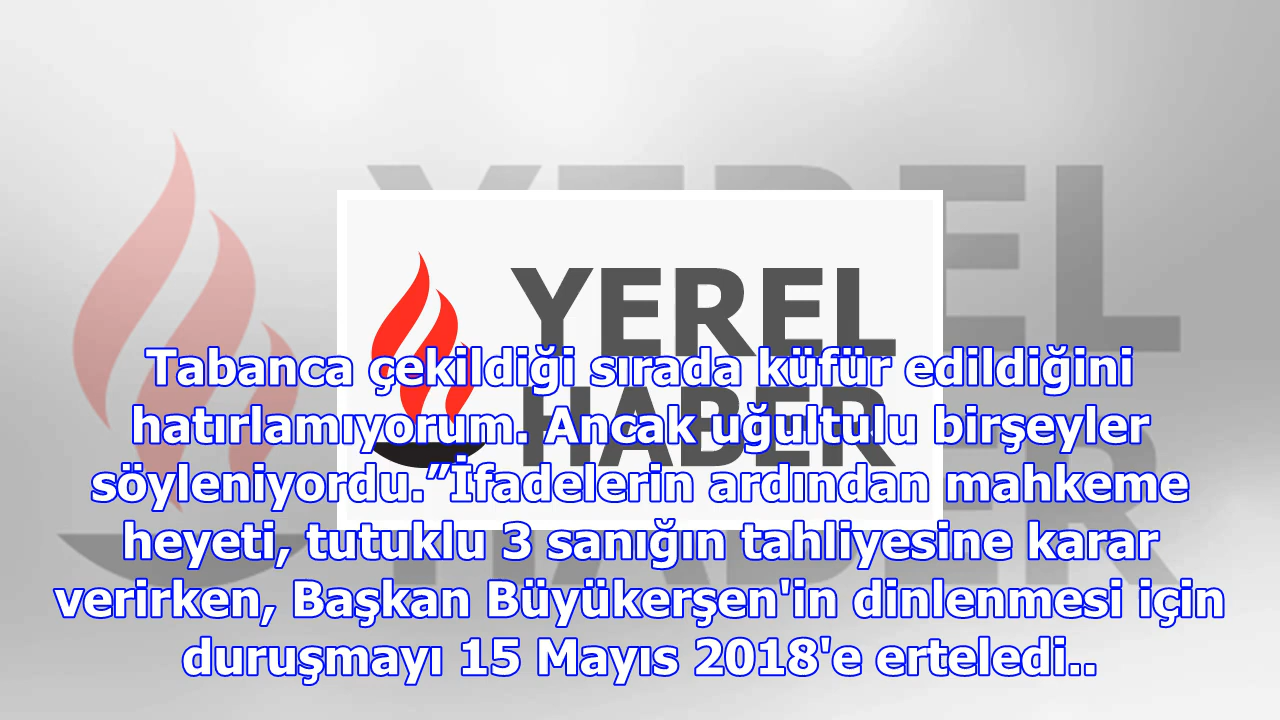 YEREL
HABER
Tabanca çekildiği sırada küfür edildiğini
hatırlamıyorum. Ancak uğultulu birşeyler
söyleniyordu.”İfadelerin ardından mahkeme
heyeti, tutuklu 3 sanığın tahliyesine karar
verirken, Başkan Büyükerşen'in dinlenmesi için
duruşmayı 15 Mayıs 2018'e erteledi..